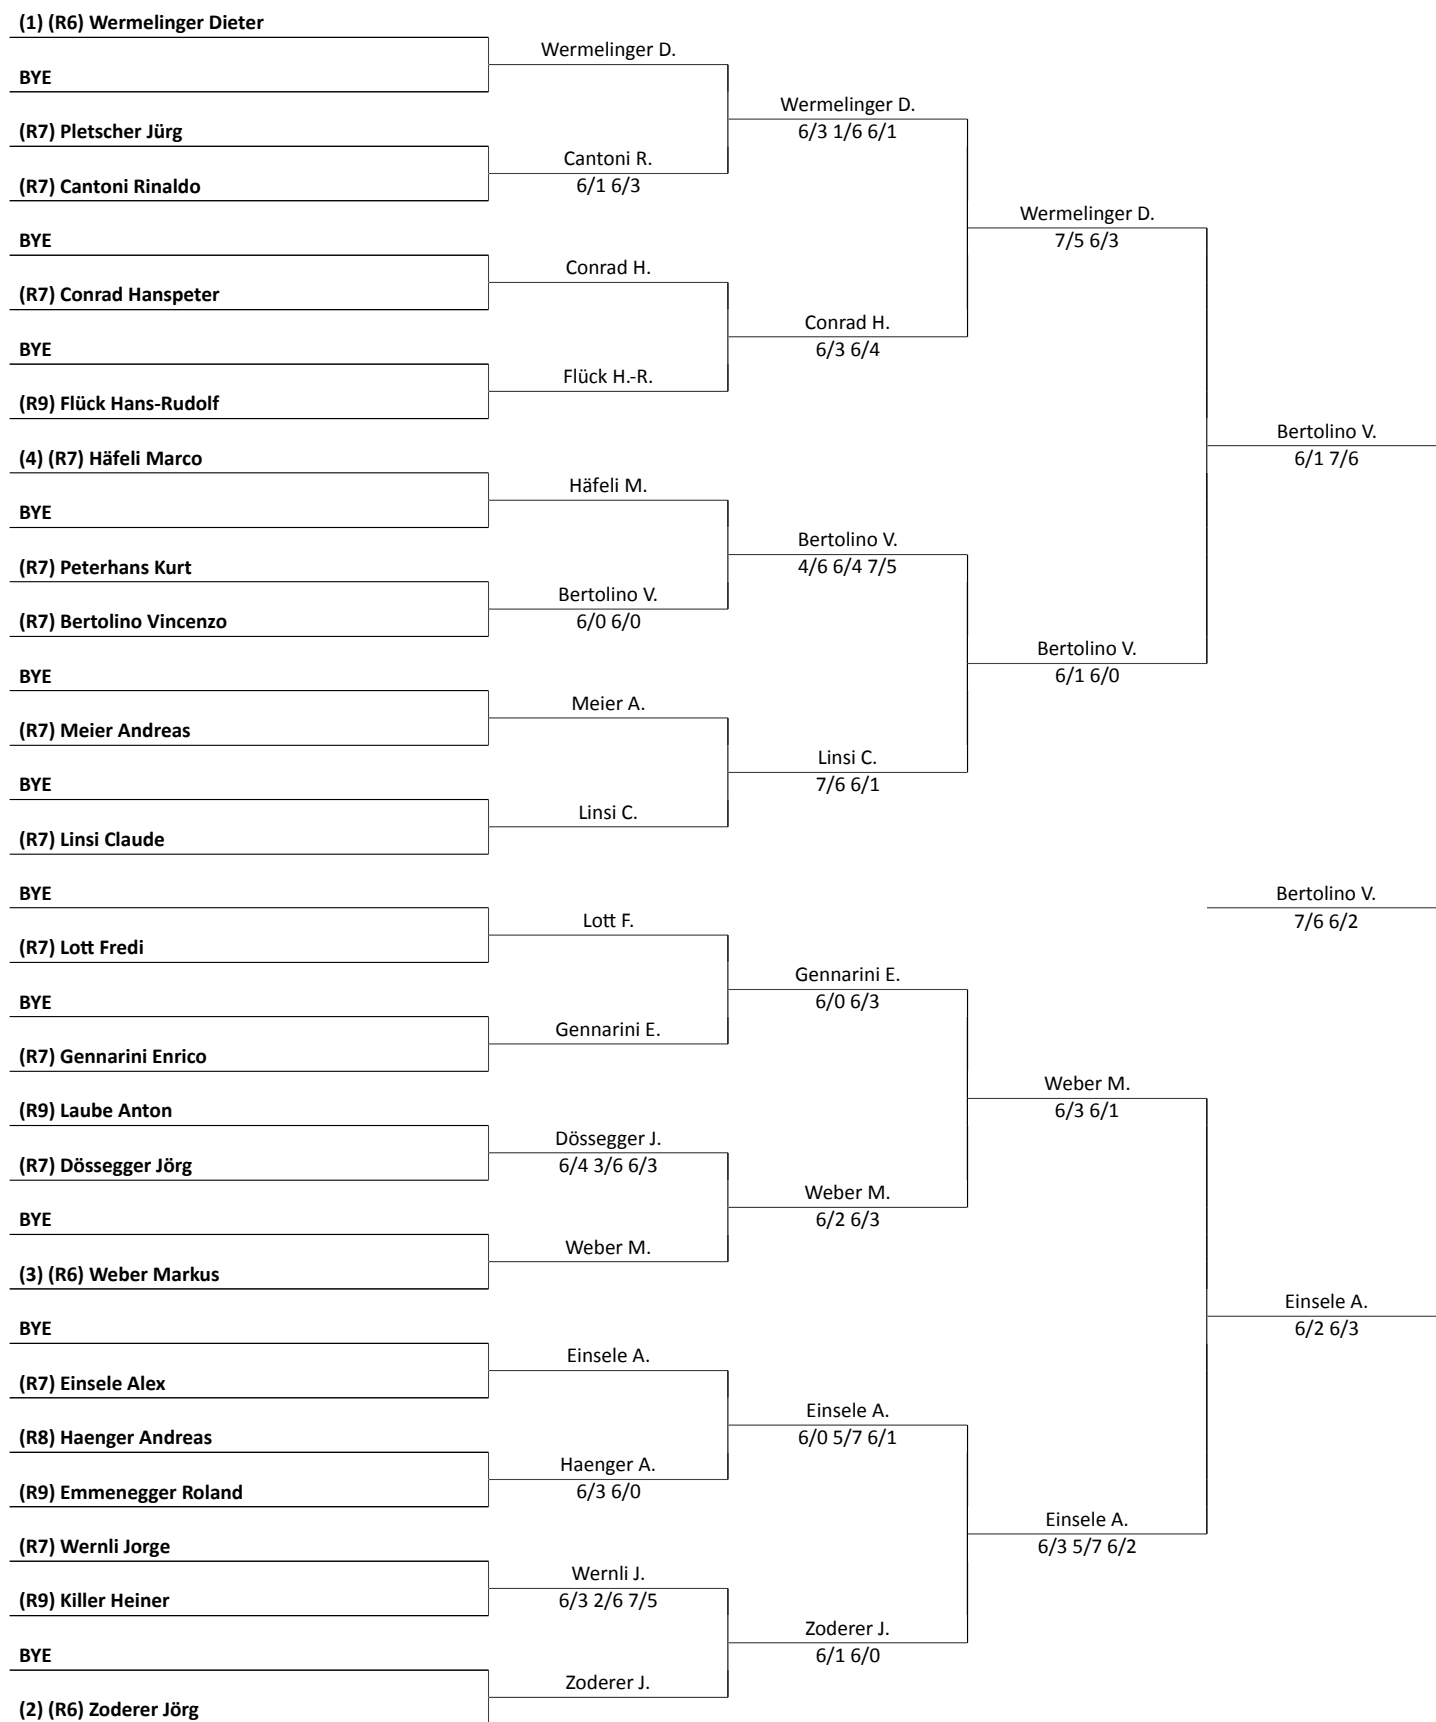 (1) (R6) Wermelinger Dieter
BYE
(R7) Pletscher Jürg
(R7) Cantoni Rinaldo
BYE
(R7) Conrad Hanspeter
BYE
(R9) Flück Hans-Rudolf
(4) (R7) Häfeli Marco
BYE
(R7) Peterhans Kurt
(R7) Bertolino Vincenzo
BYE
(R7) Meier Andreas
BYE
(R7) Linsi Claude
BYE
(R7) Lott Fredi
BYE
(R7) Gennarini Enrico
(R9) Laube Anton
(R7) Dössegger Jörg
BYE
(3) (R6) Weber Markus
BYE
(R7) Einsele Alex
(R8) Haenger Andreas
(R9) Emmenegger Roland
(R7) Wernli Jorge
(R9) Killer Heiner
BYE
(2) (R6) Zoderer Jörg
Wermelinger D.
Cantoni R.
6/1 6/3
Conrad H.
Flück H.-R.
Häfeli M.
Bertolino V.
6/0 6/0
Meier A.
Linsi C.
Lott F.
Gennarini E.
Dössegger J.
6/4 3/6 6/3
Weber M.
Einsele A.
Haenger A.
6/3 6/0
Wernli J.
6/3 2/6 7/5
Zoderer J.
Wermelinger D.
6/3 1/6 6/1
Conrad H.
6/3 6/4
Bertolino V.
4/6 6/4 7/5
Linsi C.
7/6 6/1
Gennarini E.
6/0 6/3
Weber M.
6/2 6/3
Einsele A.
6/0 5/7 6/1
Zoderer J.
6/1 6/0
Wermelinger D.
7/5 6/3
Bertolino V.
6/1 6/0
Weber M.
6/3 6/1
Einsele A.
6/3 5/7 6/2
Bertolino V.
6/1 7/6
Bertolino V.
7/6 6/2
Einsele A.
6/2 6/3